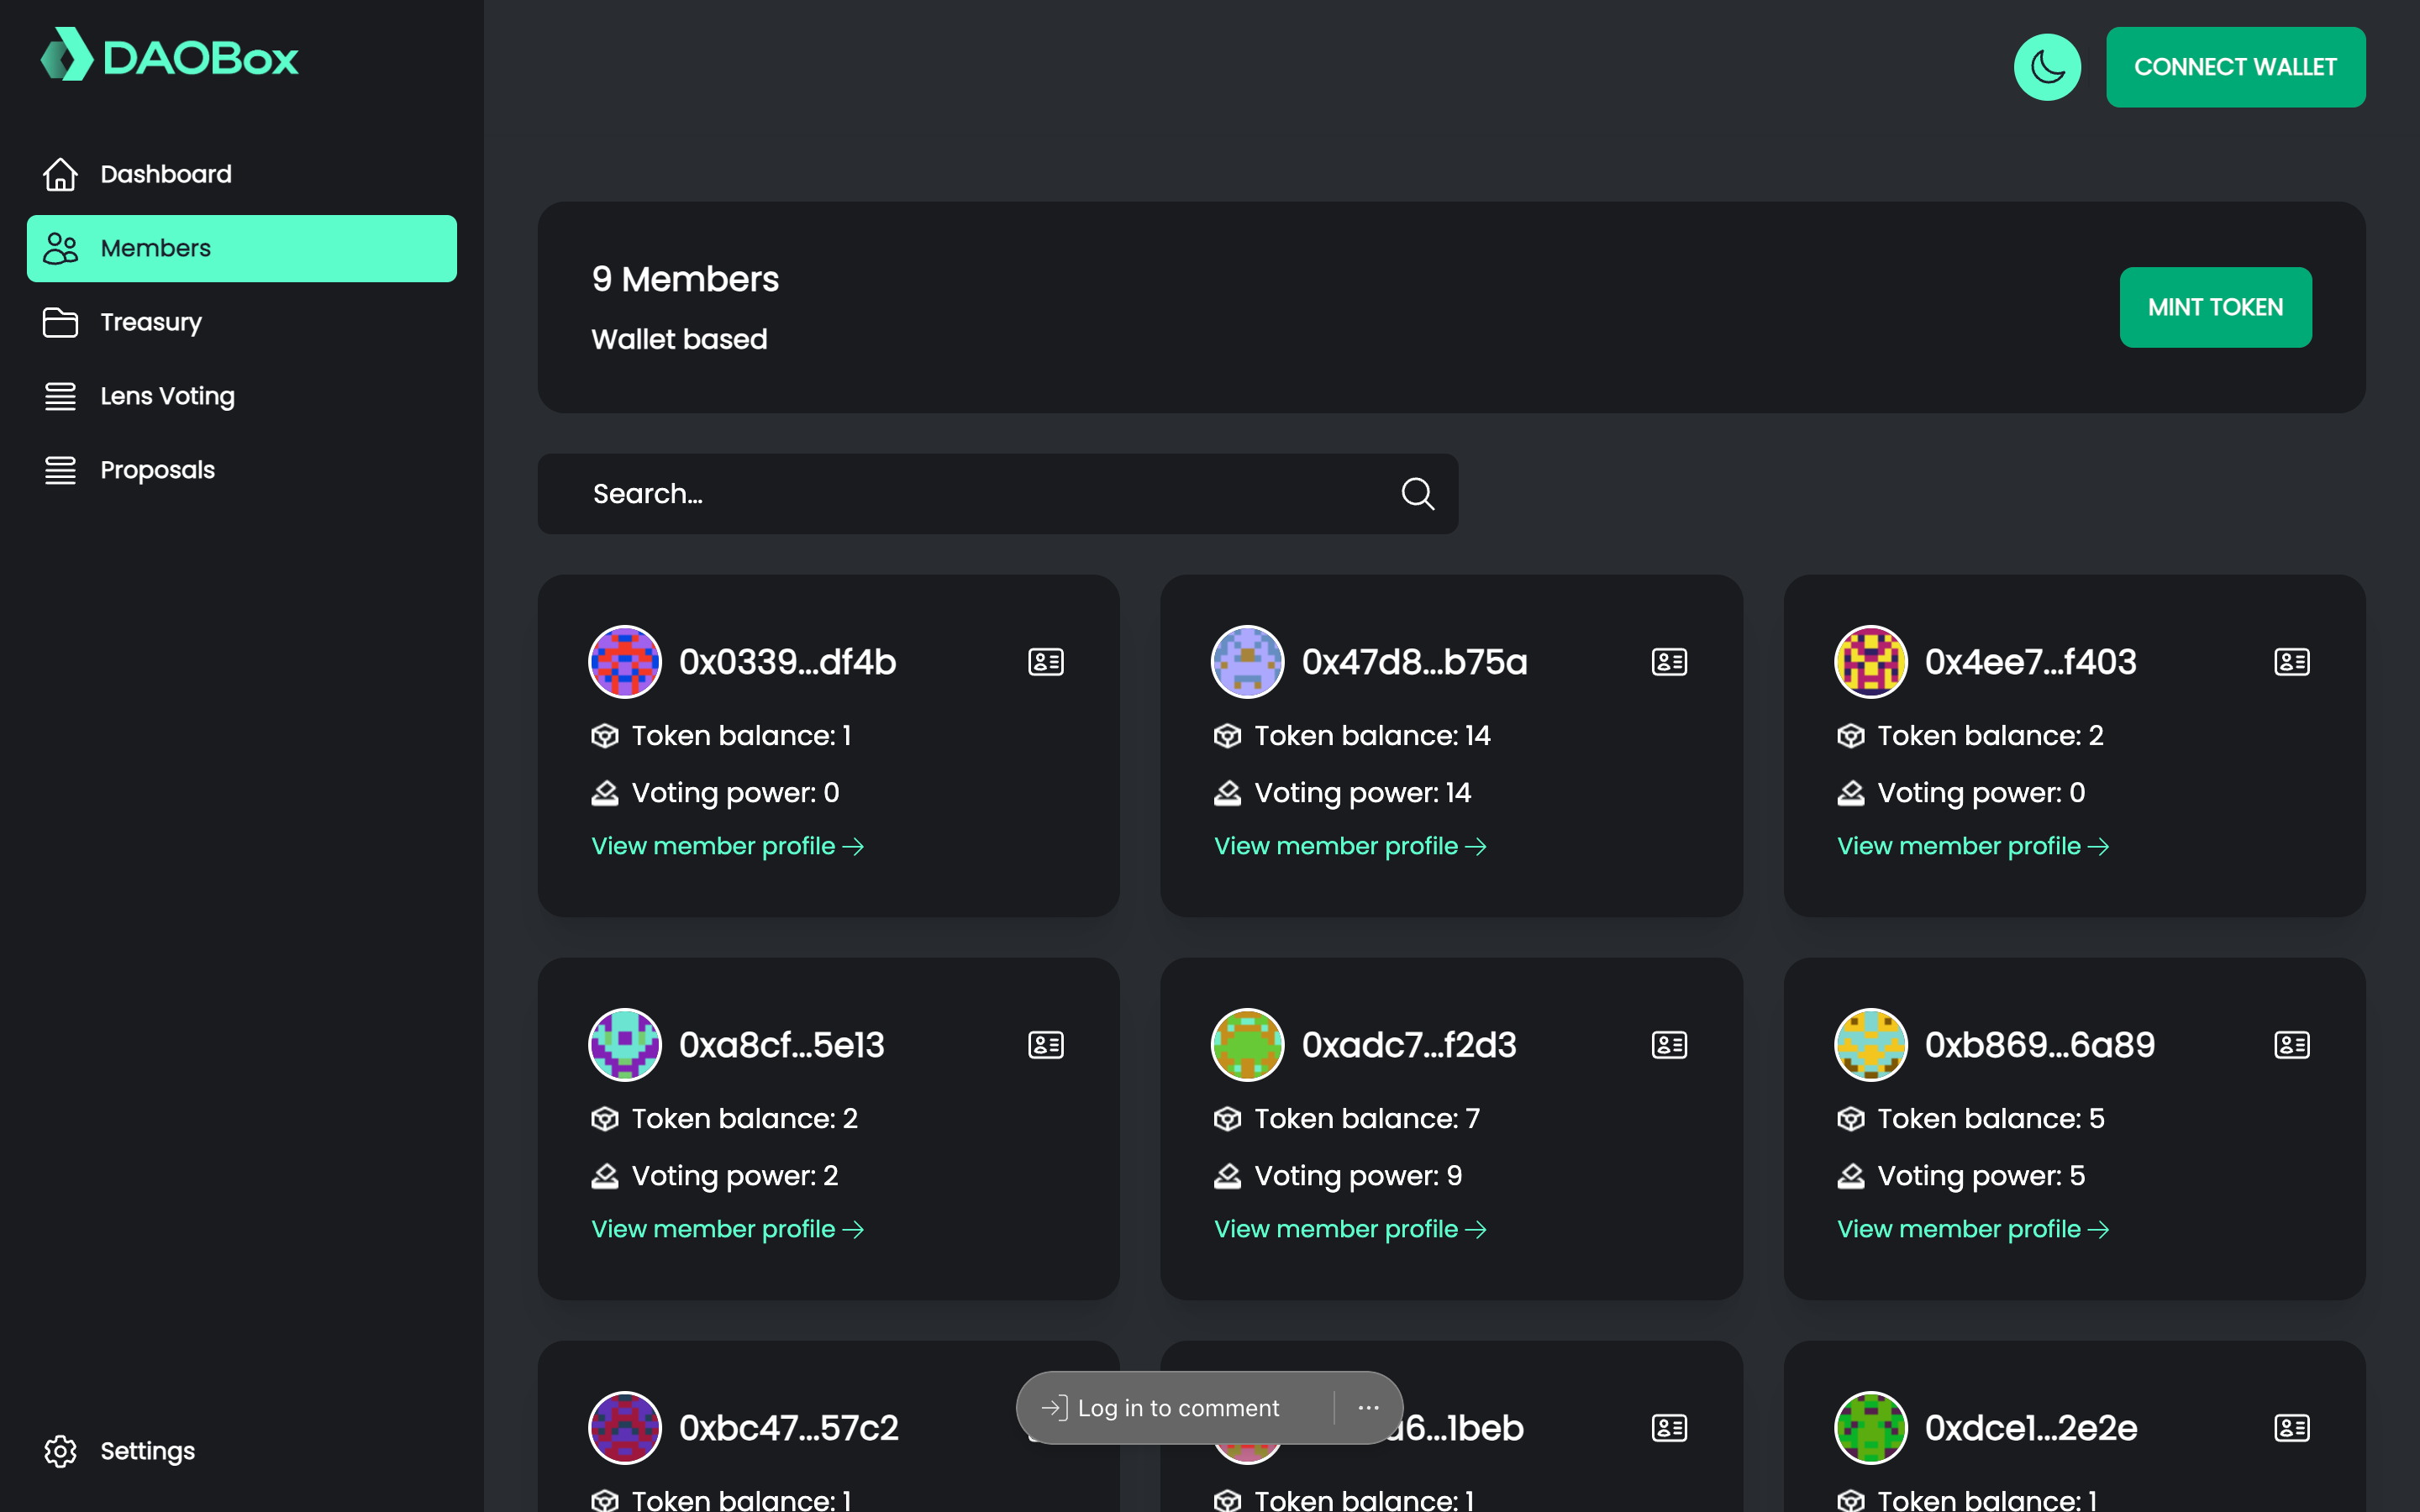 DAOBox
CONNECT WALLET
Dashboard
Members
Treasury
Lens Voting
Proposals
Settings
9 Members
Wallet based
MINT TOKEN
Search...
0x0339...df4b
Token balance: 1
Voting power: 0
View member profile
0x47d8...b75a
Token balance: 14
Voting power: 14
View member profile
0x4ee7...f403
Token balance: 2
Voting power: 0
View member profile
0xa8cf...5e13
Token balance: 2
Voting power: 2
View member profile
0xadc7...f2d3
Token balance: 7
Voting power: 9
View member profile
0xb869...6a89
Token balance: 5
Voting power: 5
View member profile
0xbc47...57c2
Token balance: 1
6...1beb
Token balance: 1
0xdce1...2e2e
Token balance: 1
Log in to comment